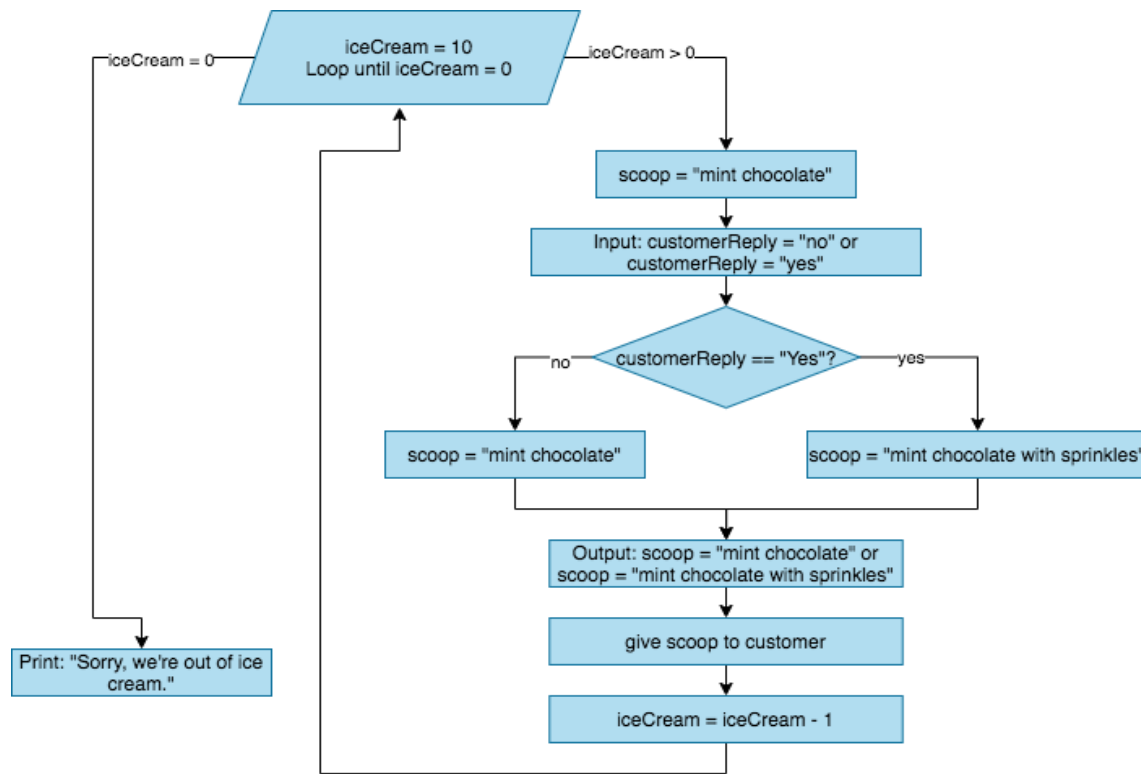 iceCream = 10
Loop until iceCream = 0
iceCream = 0
iceCream > 0
scoop = "mint chocolate"
Input: customerReply = "no" or
customerReply = "yes"
customerReply == "Yes"?
no
yes
scoop = "mint chocolate"
scoop = "mint chocolate with sprinkles"
Output: scoop = "mint chocolate" or
scoop = "mint chocolate with sprinkles"
give scoop to customer
Print: "Sorry, we're out of ice
cream."
iceCream = iceCream - 1